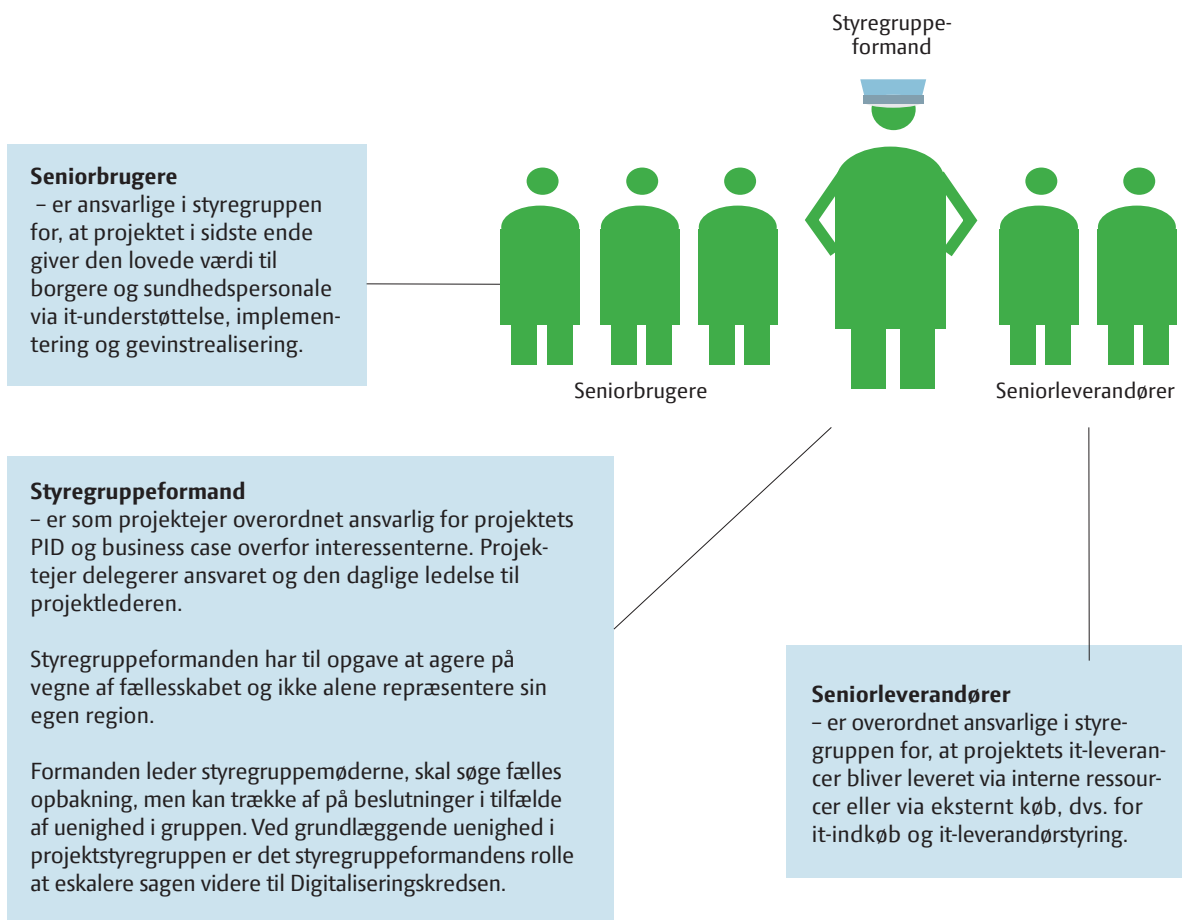 Styregruppe-
formand
Seniorbrugere
– er ansvarlige i styregruppen
for, at projektet i sidste ende
giver den lovede værdi til
borgere og sundhedspersonale
via it-understøttelse, implemen-
tering og gevinstrealisering.
Seniorbrugere
Seniorleverandører
Styregruppeformand
– er som projektejer overordnet ansvarlig for projektets
PID og business case overfor interessenterne. Projek-
tejer delegerer ansvaret og den daglige ledelse til
projektlederen.
Styregruppeformanden har til opgave at agere på
vegne af fællesskabet og ikke alene repræsentere sin
egen region.
Formanden leder styregruppemøderne, skal søge fælles
opbakning, men kan trække af på beslutninger i tilfælde
af uenighed i gruppen. Ved grundlæggende uenighed i
projektstyregruppen er det styregruppeformandens rolle
at eskalere sagen videre til Digitaliseringskredsen.
Seniorleverandører
– er overordnet ansvarlige i styre-
gruppen for, at projektets it-leveran-
cer bliver leveret via interne ressour-
cer eller via eksternt køb, dvs. for
it-indkøb og it-leverandørstyring.